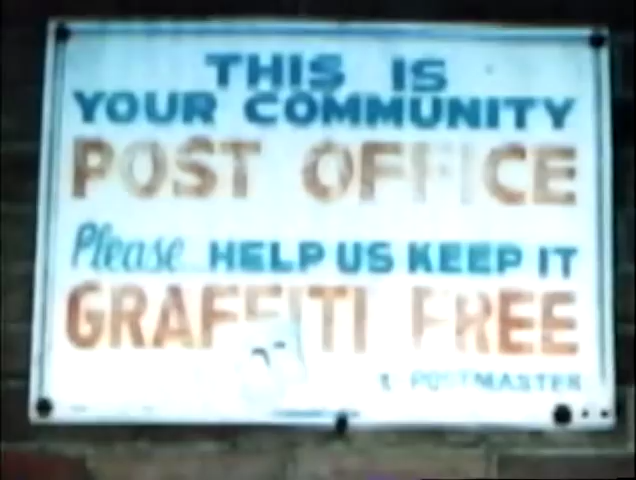 THIS IS
YOUR COMMUNITY
POST OFFICE
Please HELP US KEEP IT
GRAFFITI FREE
POSTMASTER